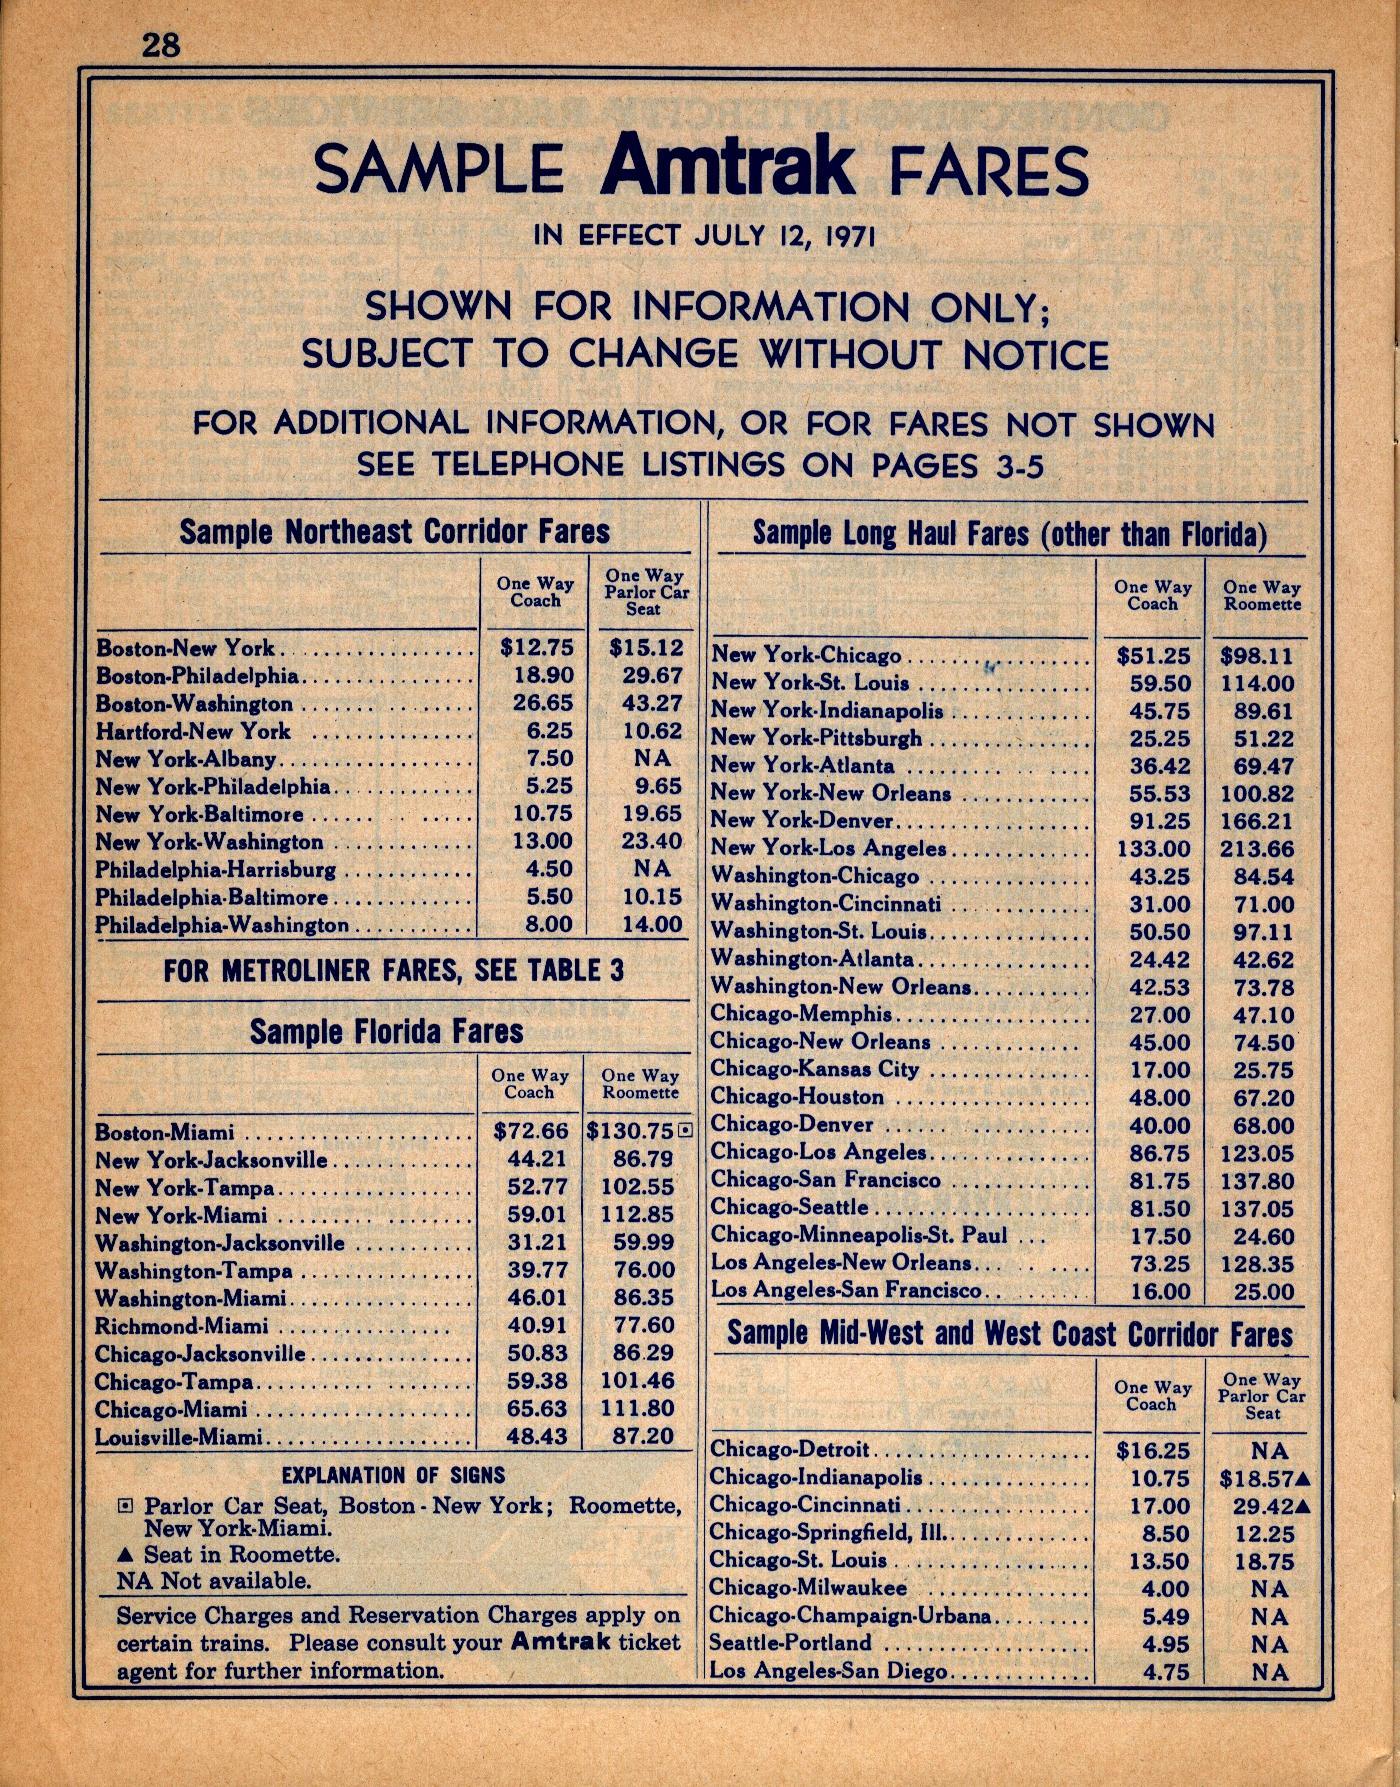 28
SAMPLE Amtrak FARES
IN EFFECT JULY 12, 1971
SHOWN FOR INFORMATION ONLY;
SUBJECT TO CHANGE WITHOUT NOTICE
FOR ADDITIONAL INFORMATION, OR FOR FARES NOT SHOWN
SEE TELEPHONE LISTINGS ON PAGES 3-5
Sample Northeast Corridor Fares
One Way Coach One Way Parlor Car Seat
Boston-New York $12.75 $15.12
Boston-Philadelphia 18.90 29.67
Boston-Washington 26.65 43.27
Hartford-New York 6.25 10.62
New York-Albany 7.50 NA
New York-Philadelphia 5.25 9.65
New York-Baltimore 10.75 19.65
New York-Washington 13.00 23.40
Philadelphia-Harrisburg 4.50 NA
Philadelphia-Baltimore 5.50 10.15
Philadelphia-Washington 8.00 14.00
FOR METROLINER FARES, SEE TABLE 3
Sample Florida Fares
One Way Coach One Way Roomette
Boston-Miami $72.66 $130.75⊡
New York-Jacksonville 44.21 86.79
New York-Tampa 52.77 102.55
New York-Miami 59.01 112.85
Washington-Jacksonville 31.21 59.99
Washington-Tampa 39.77 76.00
Washington-Miami 46.01 86.35
Richmond-Miami 40.91 77.60
Chicago-Jacksonville 50.83 86.29
Chicago-Tampa 59.38 101.46
Chicago-Miami 65.63 111.80
Louisville-Miami 48.43 87.20
EXPLANATION OF SIGNS
⊡ Parlor Car Seat, Boston-New York; Roomette,
New York-Miami.
▲ Seat in Roomette.
NA Not available.
Service Charges and Reservation Charges apply on
certain trains. Please consult your Amtrak ticket
agent for further information.
Sample Long Haul Fares (other than Florida)
One Way Coach One Way Roomette
New York-Chicago $51.25 $98.11
New York-St. Louis 59.50 114.00
New York-Indianapolis 45.75 89.61
New York-Pittsburgh 25.25 51.22
New York-Atlanta 36.42 69.47
New York-New Orleans 55.53 100.82
New York-Denver 91.25 166.21
New York-Los Angeles 133.00 213.66
Washington-Chicago 43.25 84.54
Washington-Cincinnati 31.00 71.00
Washington-St. Louis 50.50 97.11
Washington-Atlanta 24.42 42.62
Washington-New Orleans 42.53 73.78
Chicago-Memphis 27.00 47.10
Chicago-New Orleans 45.00 74.50
Chicago-Kansas City 17.00 25.75
Chicago-Houston 48.00 67.20
Chicago-Denver 40.00 68.00
Chicago-Los Angeles 86.75 123.05
Chicago-San Francisco 81.75 137.80
Chicago-Seattle 81.50 137.05
Chicago-Minneapolis-St. Paul 17.50 24.60
Los Angeles-New Orleans 73.25 128.35
Los Angeles-San Francisco 16.00 25.00
Sample Mid-West and West Coast Corridor Fares
One Way Coach One Way Parlor Car Seat
Chicago-Detroit $16.25 NA
Chicago-Indianapolis 10.75 $18.57▲
Chicago-Cincinnati 17.00 29.42▲
Chicago-Springfield, Ill. 8.50 12.25
Chicago-St. Louis 13.50 18.75
Chicago-Milwaukee 4.00 NA
Chicago-Champaign-Urbana 5.49 NA
Seattle-Portland 4.95 NA
Los Angeles-San Diego 4.75 NA